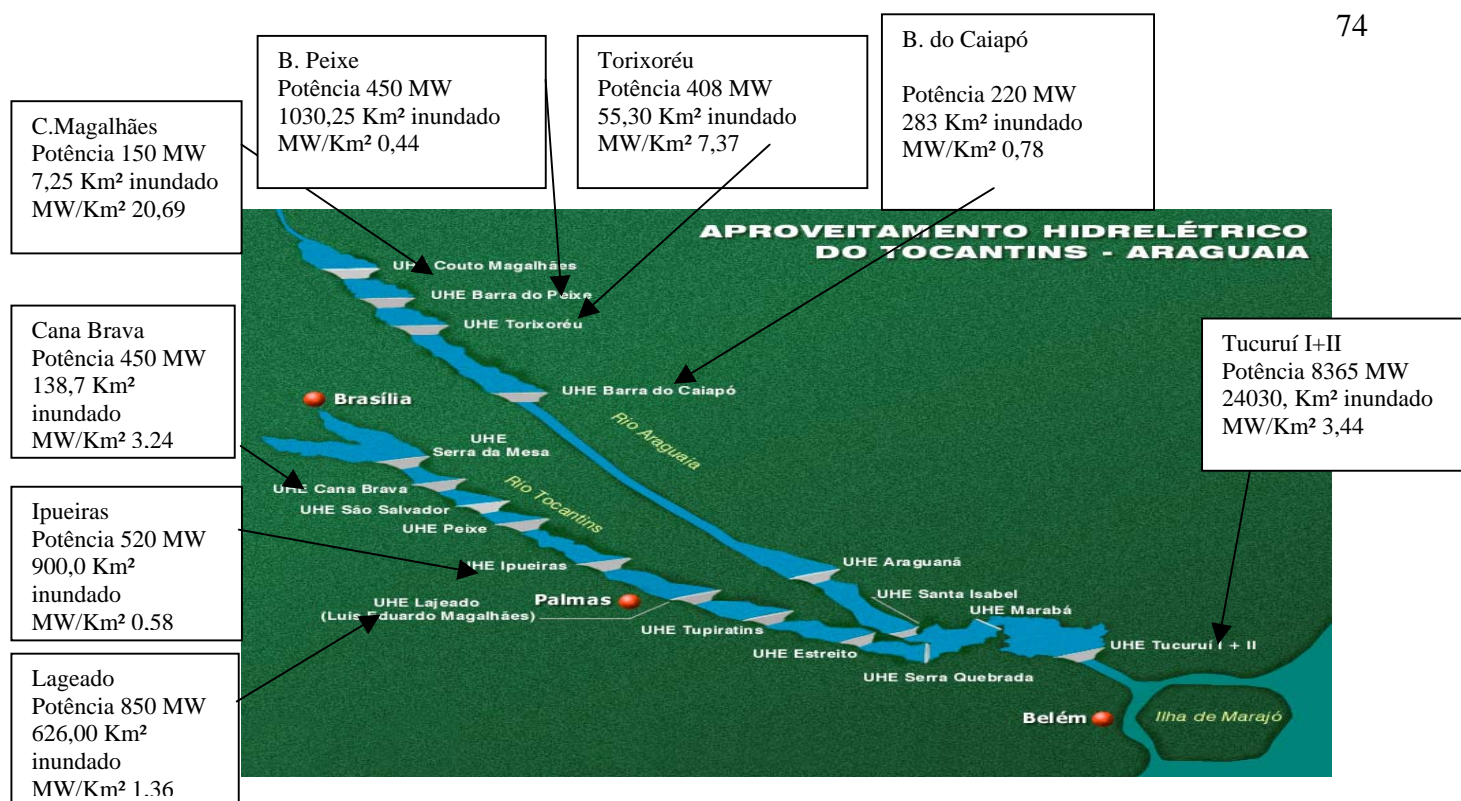 74
B. Peixe
Potência 450 MW
1030,25 Km² inundado
MW/Km² 0,44
Torixoréu
Potência 408 MW
55,30 Km² inundado
MW/Km² 7,37
B. do Caiapó
Potência 220 MW
283 Km² inundado
MW/Km² 0,78
C.Magalhães
Potência 150 MW
7,25 Km² inundado
MW/Km² 20,69
Cana Brava
Potência 450 MW
138,7 Km²
inundado
MW/Km² 3.24
Ipueiras
Potência 520 MW
900,0 Km²
inundado
MW/Km² 0.58
Lageado
Potência 850 MW
626,00 Km²
inundado
MW/Km² 1.36
Tucuruí I+II
Potência 8365 MW
24030, Km² inundado
MW/Km² 3,44
APROVEITAMENTO HIDRELÉTRICO
DO TOCANTINS - ARAGUAIA
UHE Couto Magalhães
UHE Barra do Peixe
UHE Torixoréu
UHE Barra do Caiapó
Brasília
Rio Araguaia
UHE
Serra da Mesa
UHE Cana Brava
Rio Tocantins
UHE São Salvador
UHE Peixe
UHE Ipueiras
UHE Araguanã
UHE Santa Isabel
UHE Lajeado
(Luis Eduardo Magalhães)
Palmas
UHE Marabá
UHE Tupiratins
UHE Estreito
UHE Tucuruí I + II
UHE Serra Quebrada
Belém
Ilha de Marajó